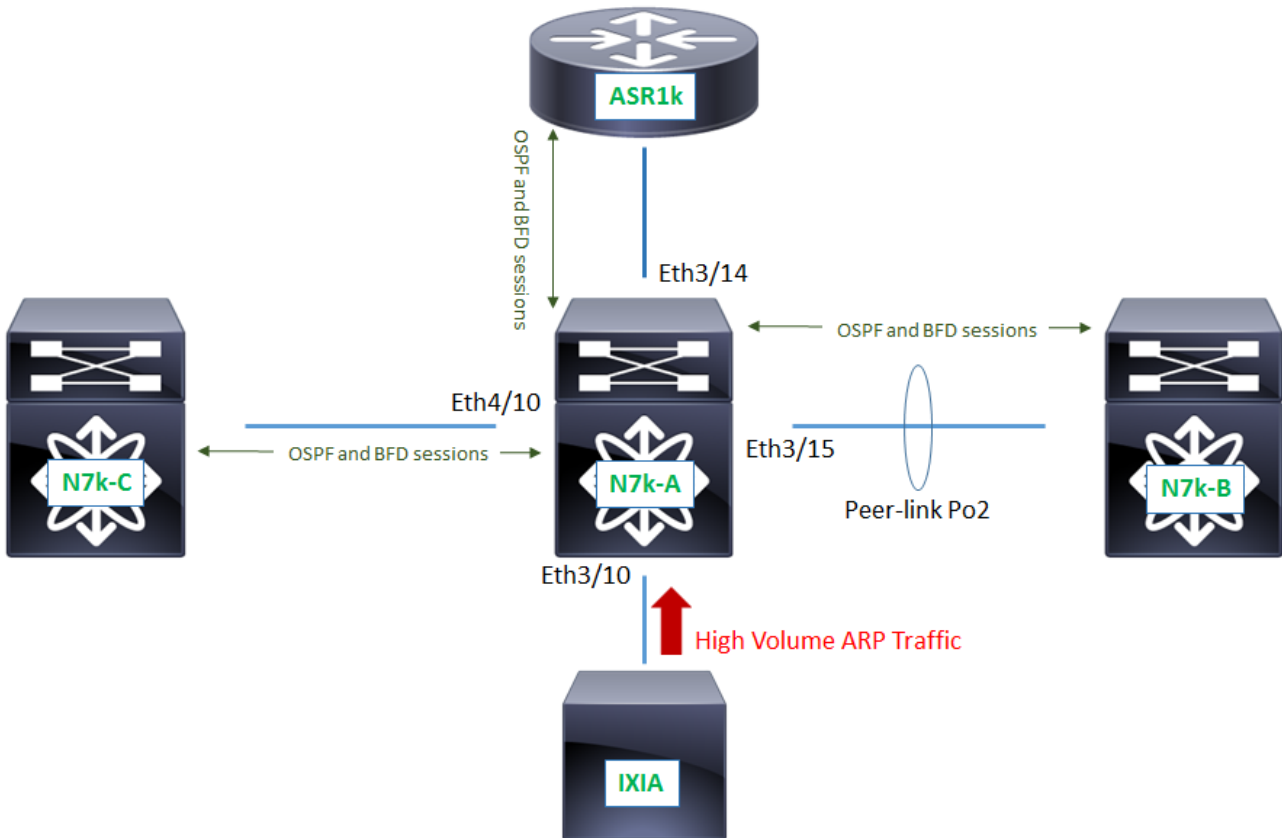 ASR1k
OSPF and BFD sessions
Eth3/14
OSPF and BFD sessions
Eth4/10
OSPF and BFD sessions
N7k-C
N7k-A
Eth3/15
N7k-B
Peer-link Po2
Eth3/10
High Volume ARP Traffic
IXIA